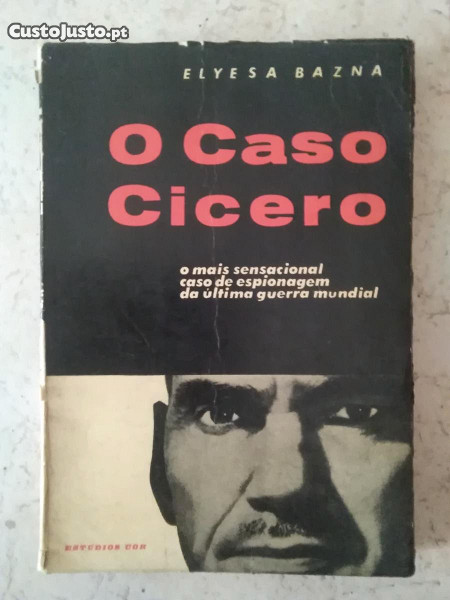 CustoJusto.pt
ELYESA BAZNA
O Caso
Cicero
o mais sensacional
caso de espionagem
da última guerra mundial
ESTÚDIOS COR